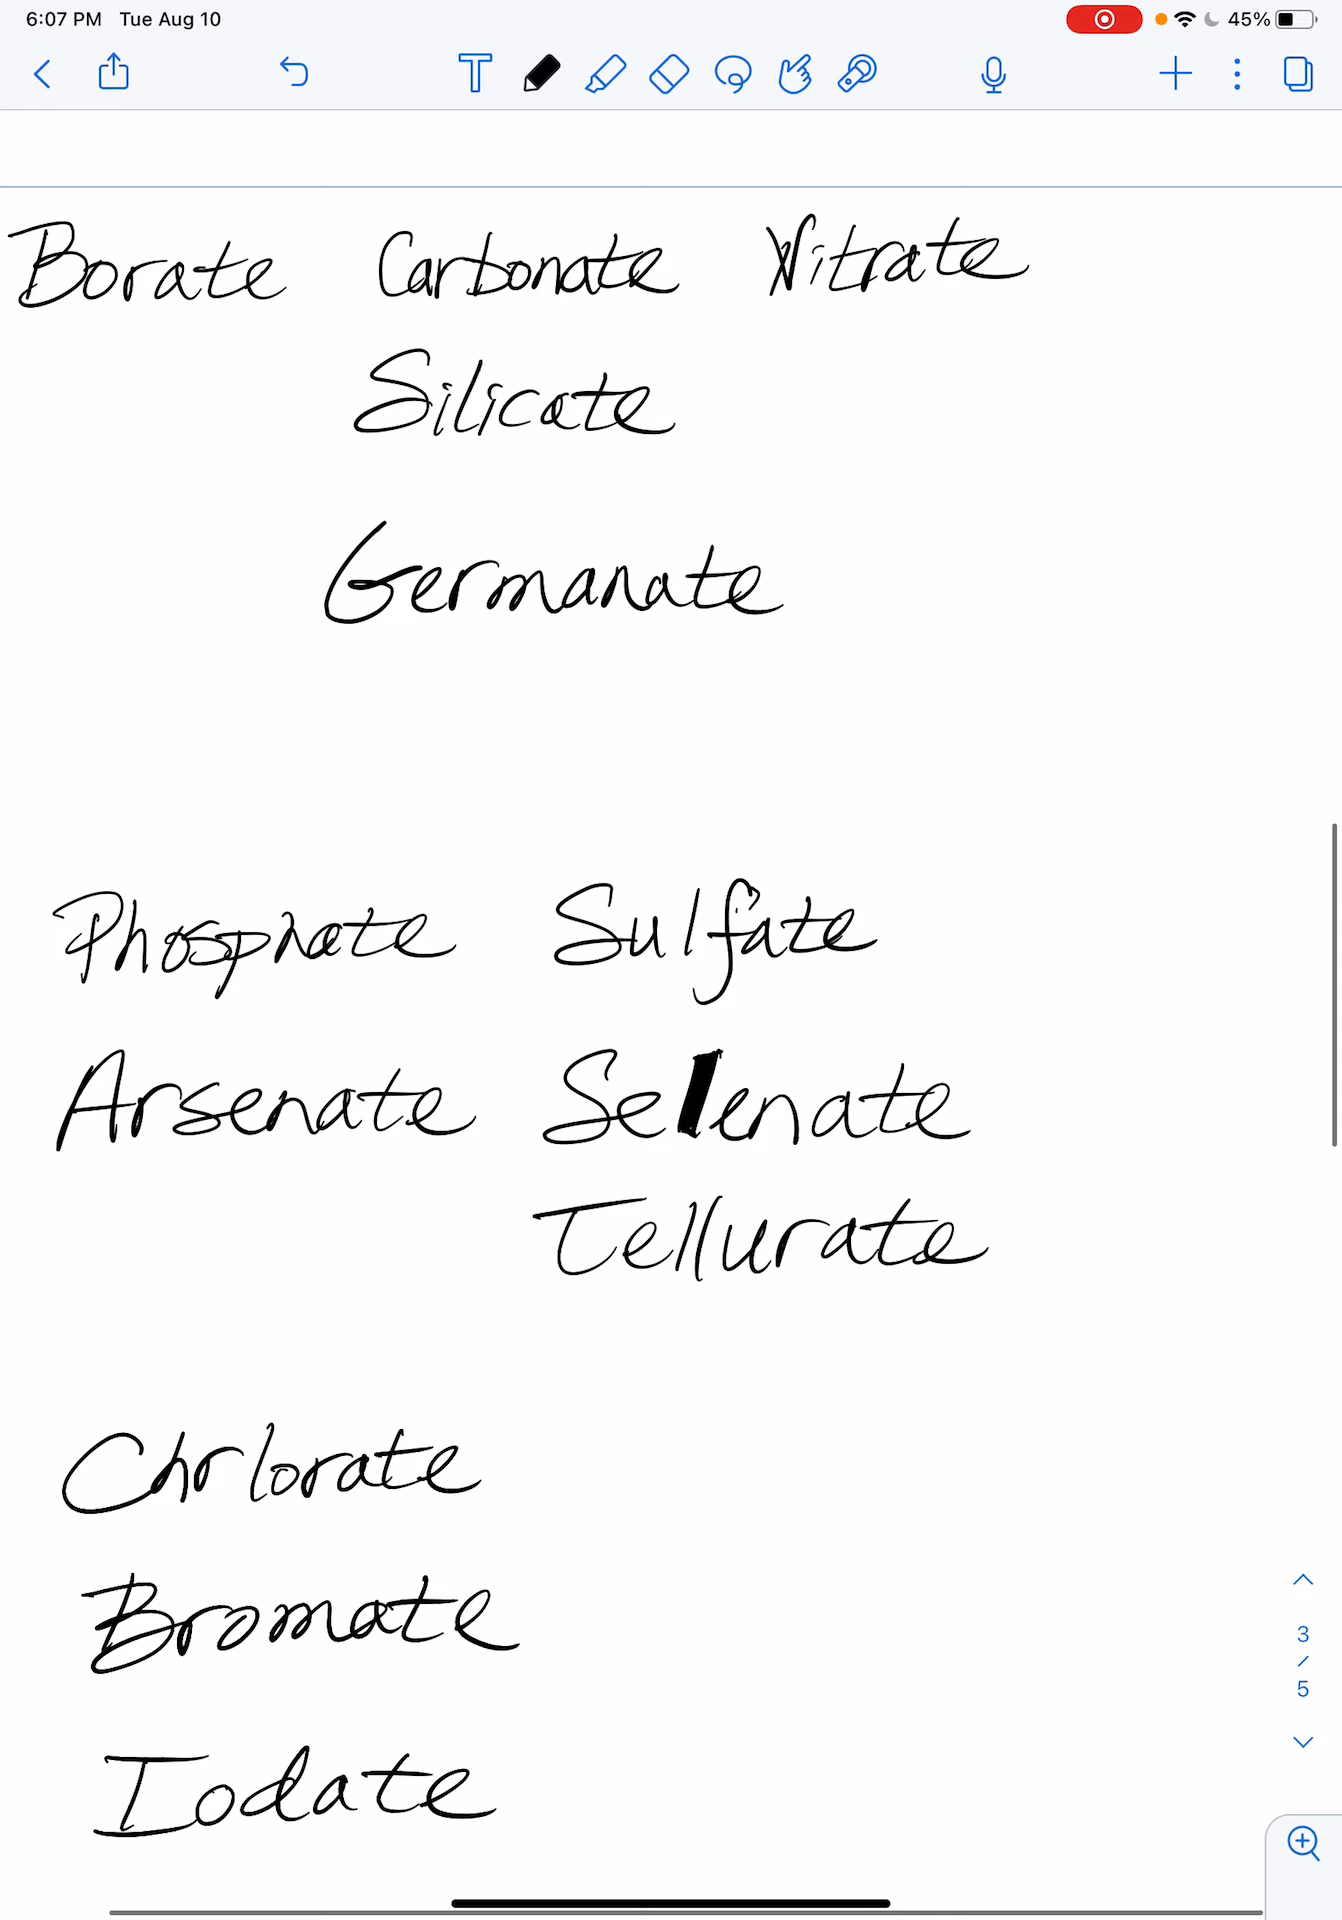 6:07 PM Tue Aug 10 45%
T
Borate Carbonate Nitrate
Silicate
Germanate
Phosphate Sulfate
Arsenate Selenate
Tellurate
Chrlorate
Bromate
3
/
5
Iodate